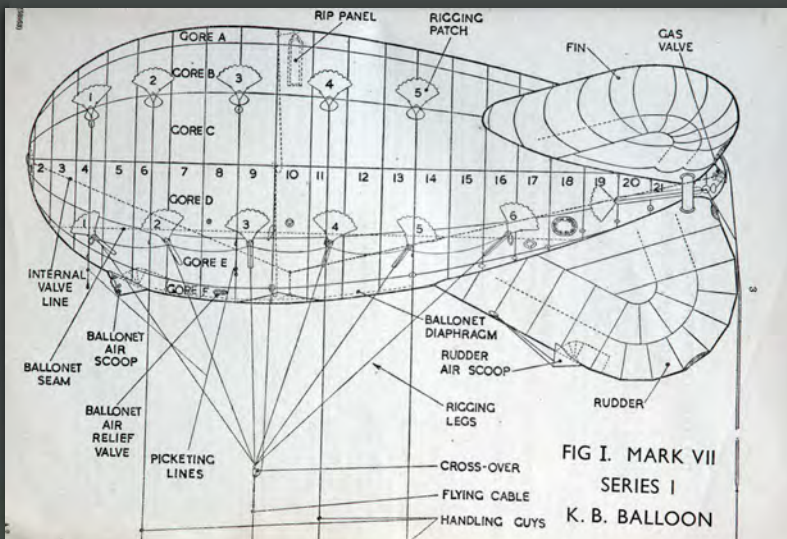 RIP PANEL
RIGGING
PATCH
FIN
GAS
VALVE
GORE A
GORE B
GORE C
GORE D
GORE E
GORE F
1
2
3
4
5
2 3 4 5 6 7 8 9 10 11 12 13 14 15 16 17 18 19 20 21
1
2
3
4
5
6
INTERNAL
VALVE
LINE
BALLONET
SEAM
BALLONET
AIR
SCOOP
BALLONET
AIR
RELIEF
VALVE
PICKETING
LINES
BALLONET
DIAPHRAGM
RUDDER
AIR SCOOP
RUDDER
RIGGING
LEGS
CROSS-OVER
FLYING CABLE
HANDLING GUYS
3
FIG I. MARK VII
SERIES I
K. B. BALLOON